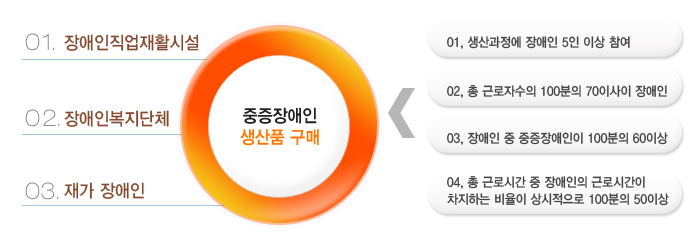 01. 장애인직업재활시설
02. 장애인복지단체
03. 재가 장애인
중증장애인
생산품 구매
01, 생산과정에 장애인 5인 이상 참여
02, 총 근로자수의 100분의 70이사이 장애인
03, 장애인 중 중증장애인이 100분의 60이상
04, 총 근로시간 중 장애인의 근로시간이
차지하는 비율이 상시적으로 100분의 50이상